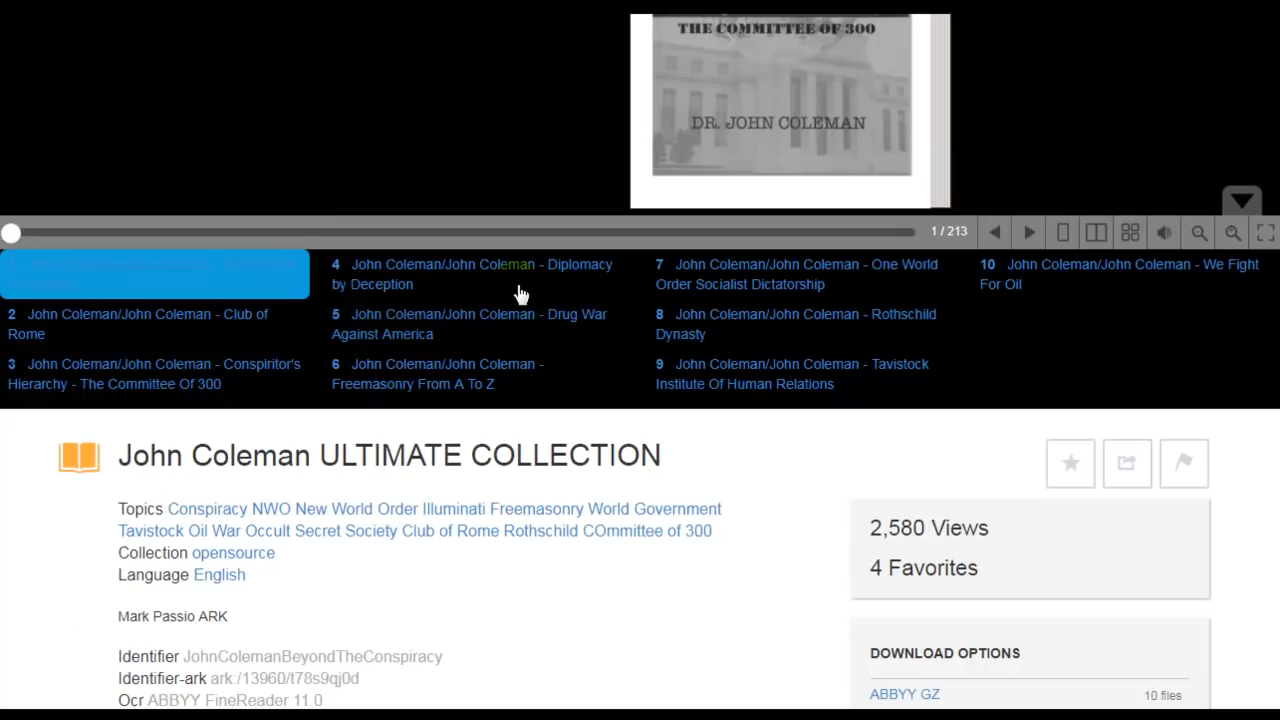 THE COMMITTEE OF 300
DR. JOHN COLEMAN
1 / 213
4 John Coleman/John Coleman - Diplomacy
by Deception
7 John Coleman/John Coleman - One World
Order Socialist Dictatorship
10 John Coleman/John Coleman - We Fight
For Oil
2 John Coleman/John Coleman - Club of
Rome
5 John Coleman/John Coleman - Drug War
Against America
8 John Coleman/John Coleman - Rothschild
Dynasty
3 John Coleman/John Coleman - Conspiritor's
Hierarchy - The Committee Of 300
6 John Coleman/John Coleman -
Freemasonry From A To Z
9 John Coleman/John Coleman - Tavistock
Institute Of Human Relations
John Coleman ULTIMATE COLLECTION
Topics Conspiracy NWO New World Order Illuminati Freemasonry World Government
Tavistock Oil War Occult Secret Society Club of Rome Rothschild COmmittee of 300
Collection opensource
Language English
Mark Passio ARK
Identifier JohnColemanBeyondTheConspiracy
Identifier-ark ark:/13960/t78s9qj0d
Ocr ABBYY FineReader 11.0
2,580 Views
4 Favorites
DOWNLOAD OPTIONS
ABBYY GZ 10 files